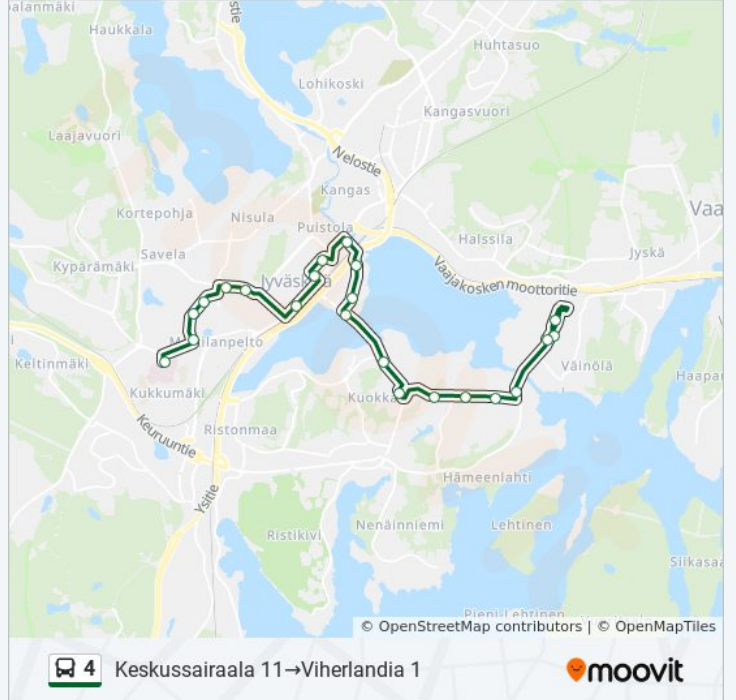 palanmäki
stie
Haukkala
Huhtasuo
Lohikoski
Kangasvuori
Laajavuori
Nelostie
Kangas
Kortepohja
Nisula
Puistola
Vaa
Halssila
Savela
Jyskä
Kypärämäki
Jyväskylä
Vaajakosken moottoritie
Keltinmäki
Väinölä
Haapa
Kukkumäki
Kuokka
Keuruuntie
Ristonmaa
Hämeenlahti
Ysitie
Ristikivi
Nenäinniemi
Lehtinen
Siikasaa
Pieni Lehtinen
© OpenStreetMap contributors | © OpenMapTiles
4 Keskussairaala 11→Viherlandia 1
moovit